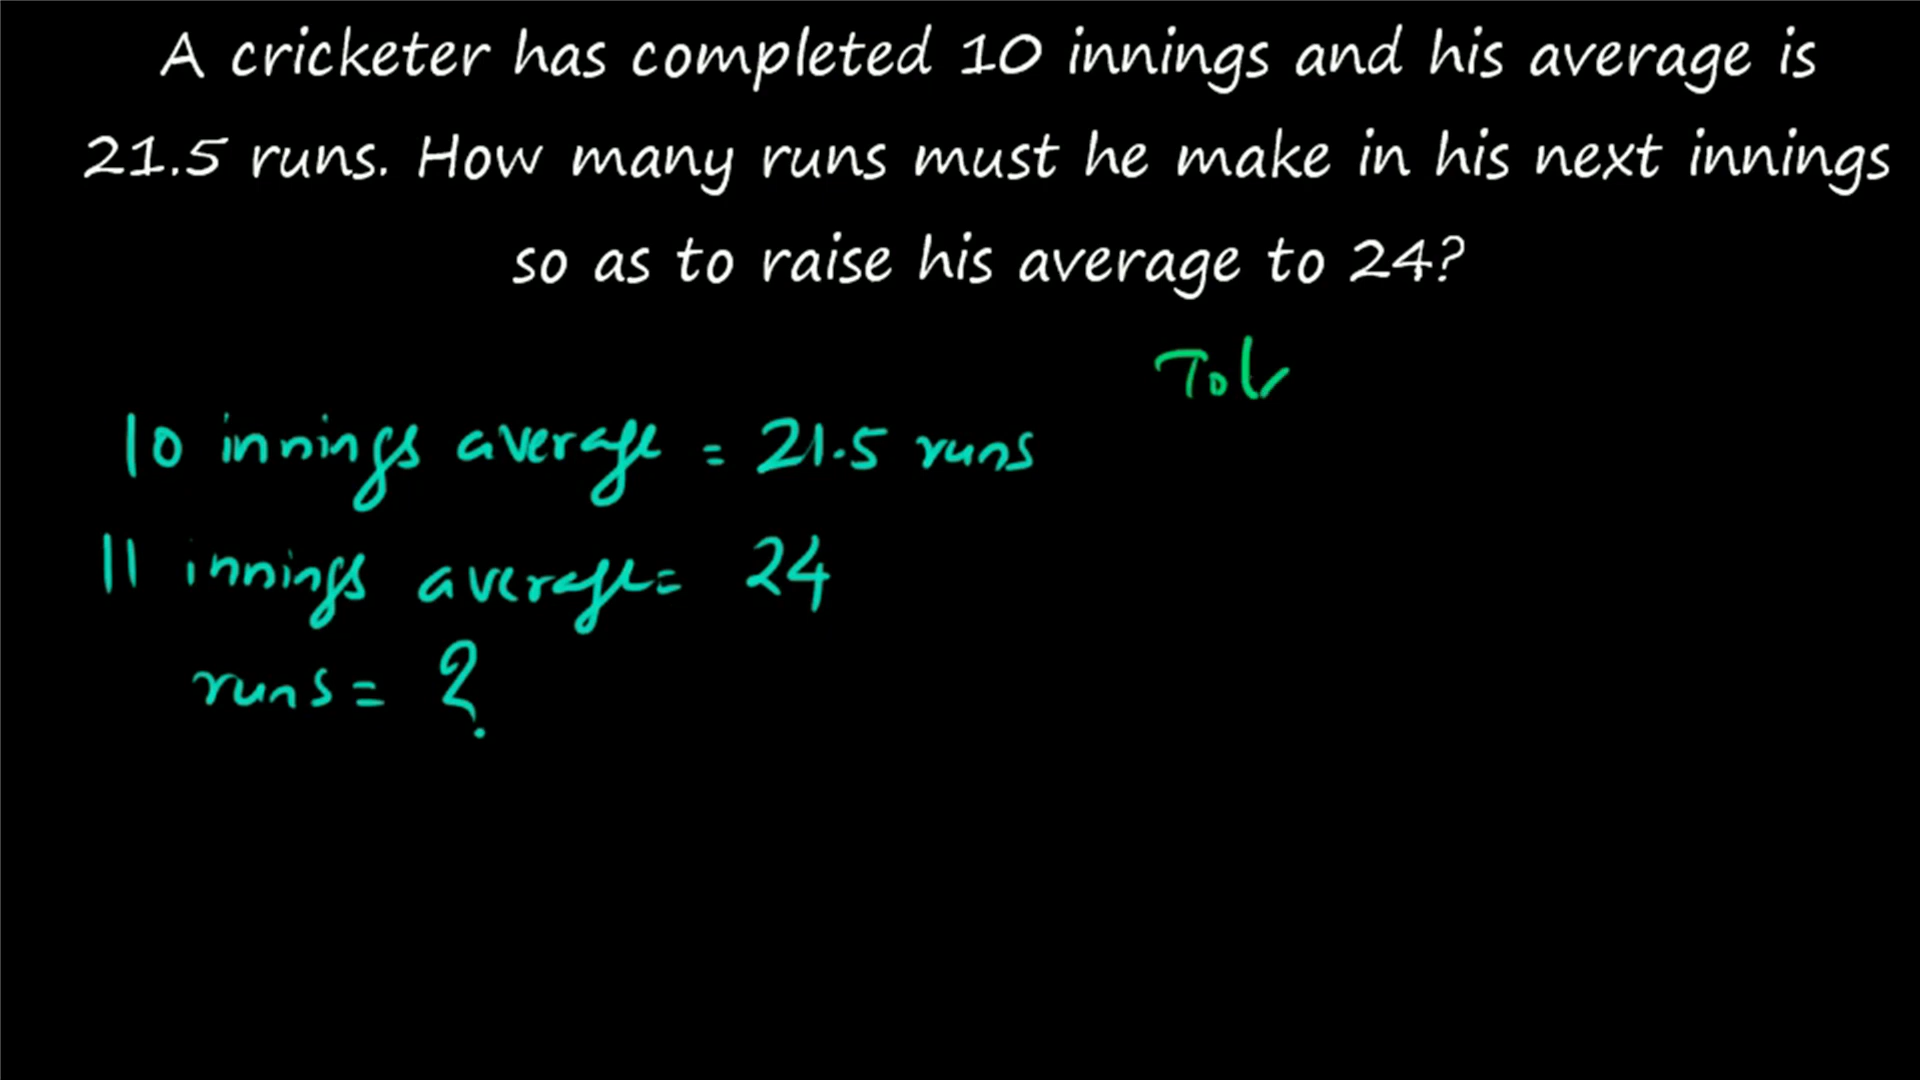 A cricketer has completed 10 innings and his average is
21.5 runs. How many runs must he make in his next innings
so as to raise his average to 24?
10 innings average = 21.5 runs
11 innings average = 24
runs = ?